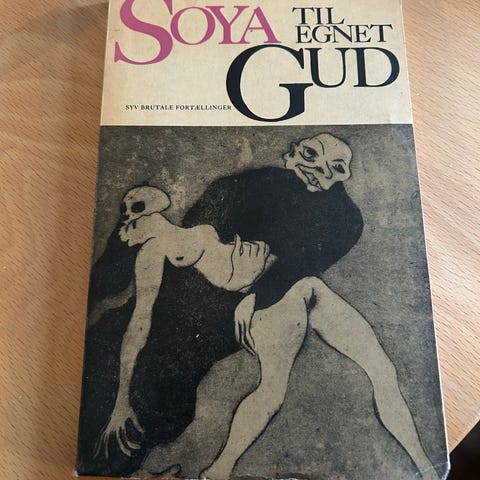 SOYA
TIL
EGNET
GUD
SYV BRUTALE FORTÆLLINGER